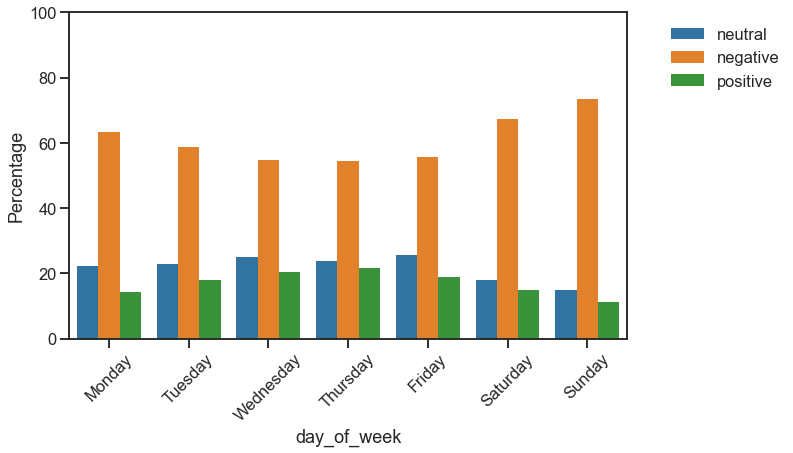 100
80
60
40
20
0
Percentage
Monday
Tuesday
Wednesday
Thursday
Friday
Saturday
Sunday
day_of_week
neutral
negative
positive